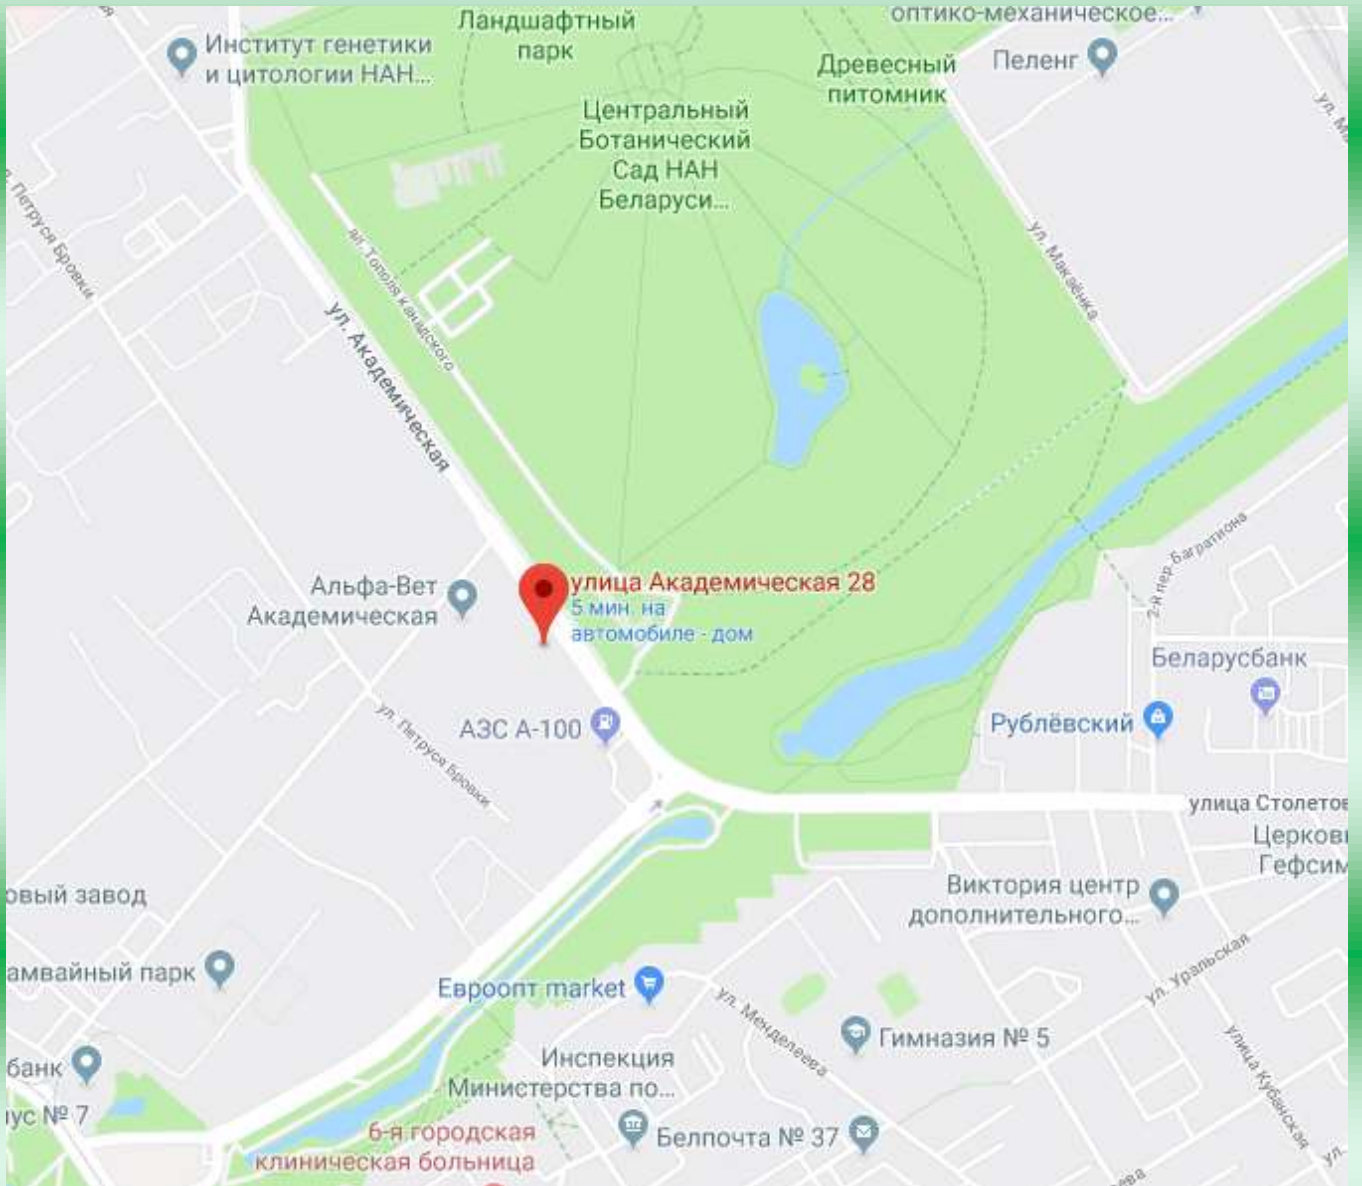 Ландшафтный
парк
оптико-механическое...
Институт генетики
и цитологии НАН...
Древесный
питомник
Пеленг
Центральный
Ботанический
Сад НАН
Беларуси...
Петруся Бровки
ул. Макаёнка
ал. Тополя канадского
ул. Академическая
2-й пер. Багратиона
Альфа-Вет
Академическая
улица Академическая 28
5 мин. на
автомобиле - дом
Беларусбанк
Рублёвский
АЗС А-100
ул. Петруся Бровки
улица Столетов
Церковь
Гефсим
Виктория центр
дополнительного...
овый завод
амвайный парк
Евроопт market
ул. Менделеева
ул. Уральская
Гимназия № 5
улица Кубанская
Инспекция
Министерства по...
банк
ус № 7
6-я городская
клиническая больница
Белпочта № 37
ул.